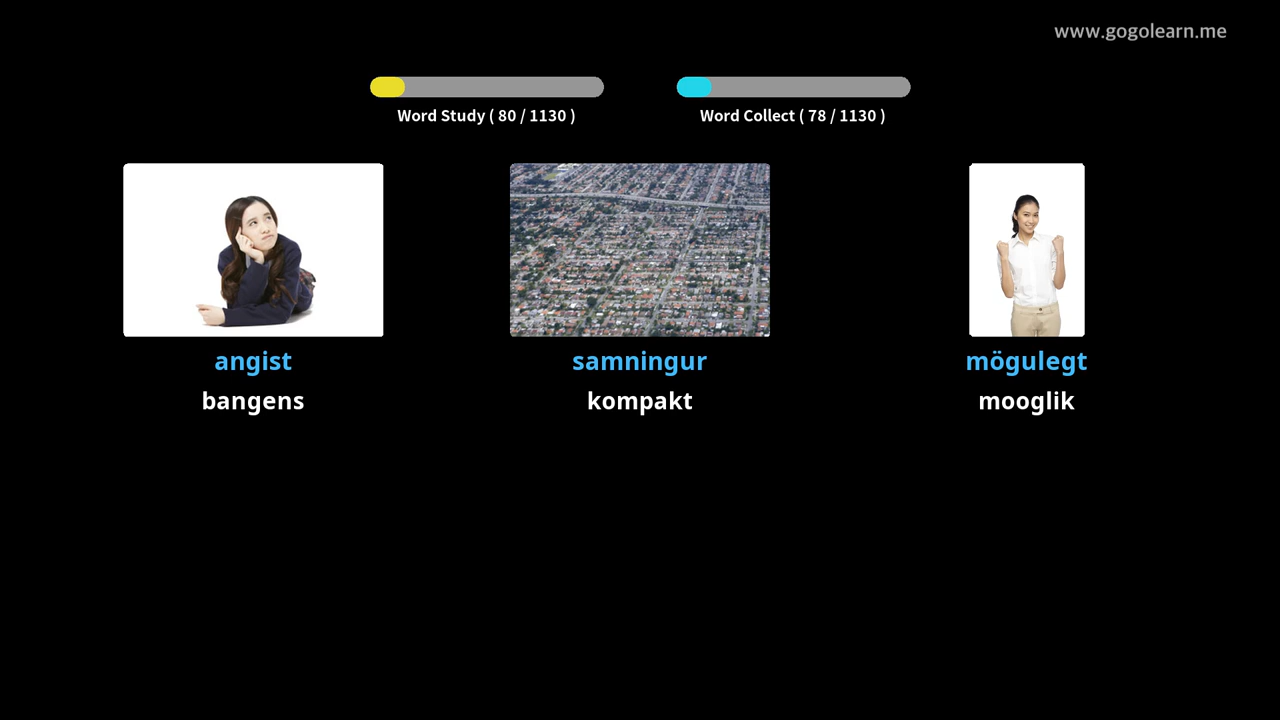 www.gogolearn.me
Word Study ( 80 / 1130 )
Word Collect ( 78 / 1130 )
angist
samningur
mögulegt
bangens
kompakt
mooglik